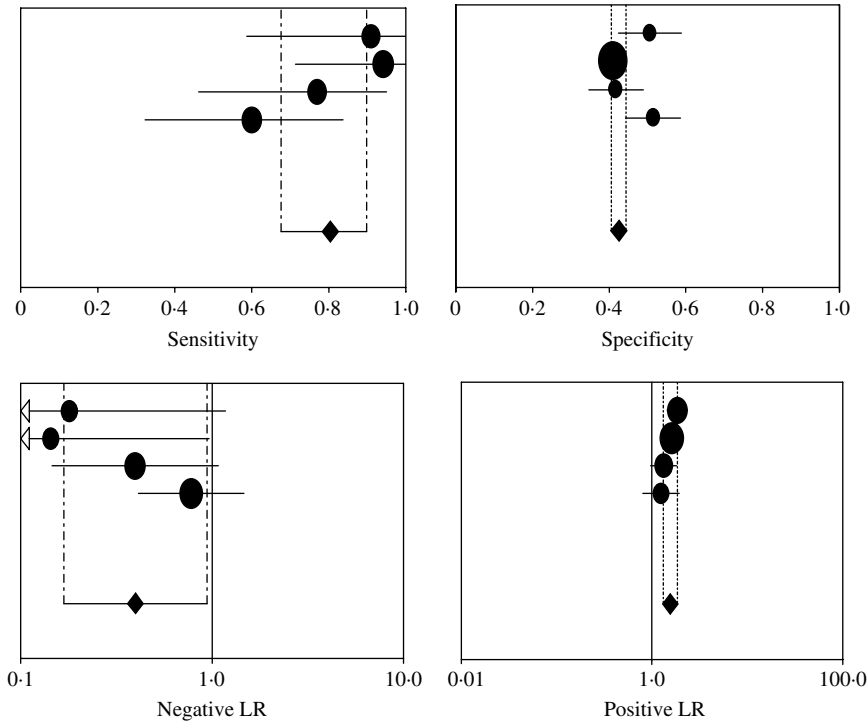 0 0·2 0·4 0·6 0·8 1·0
Sensitivity
0 0·2 0·4 0·6 0·8 1·0
Specificity
0·1 1·0 10·0
Negative LR
0·01 1·0 100·0
Positive LR